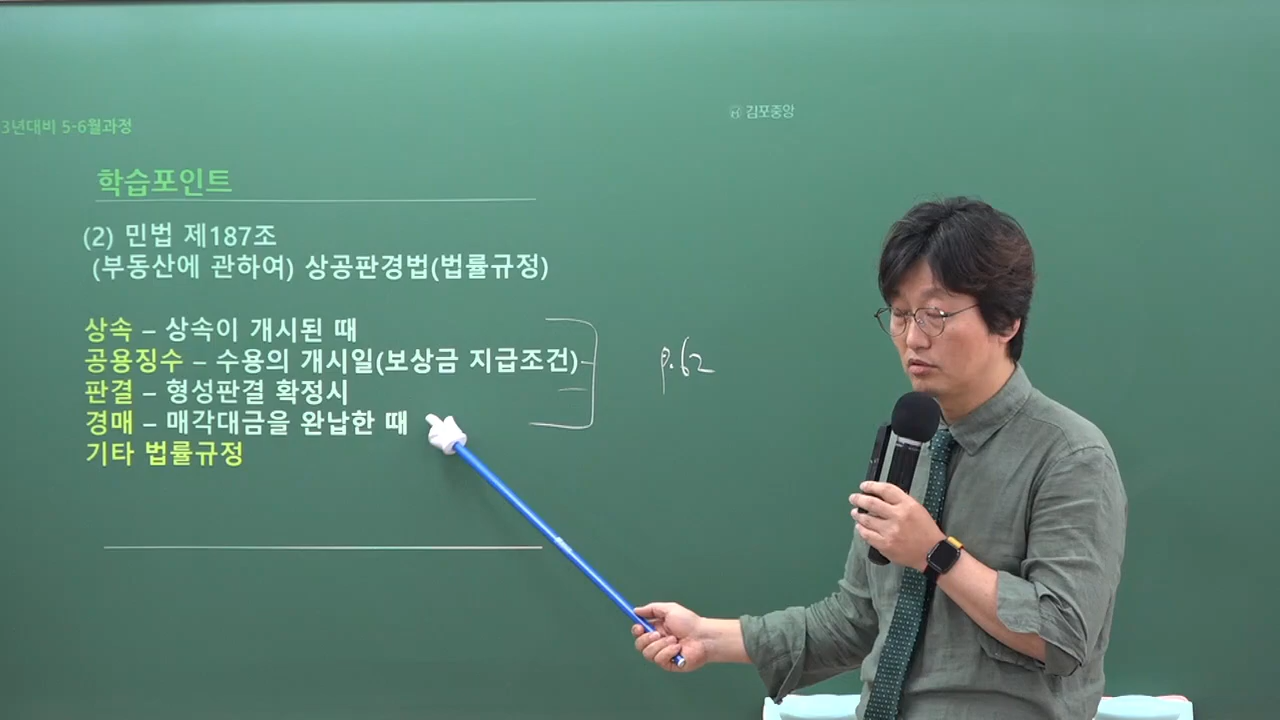 3년대비 5-6월과정
김포중앙
학습포인트
(2) 민법 제187조
(부동산에 관하여) 상공판경법(법률규정)
상속 – 상속이 개시된 때
공용징수 – 수용의 개시일(보상금 지급조건)
판결 – 형성판결 확정시
경매 – 매각대금을 완납한 때
기타 법률규정
p.62